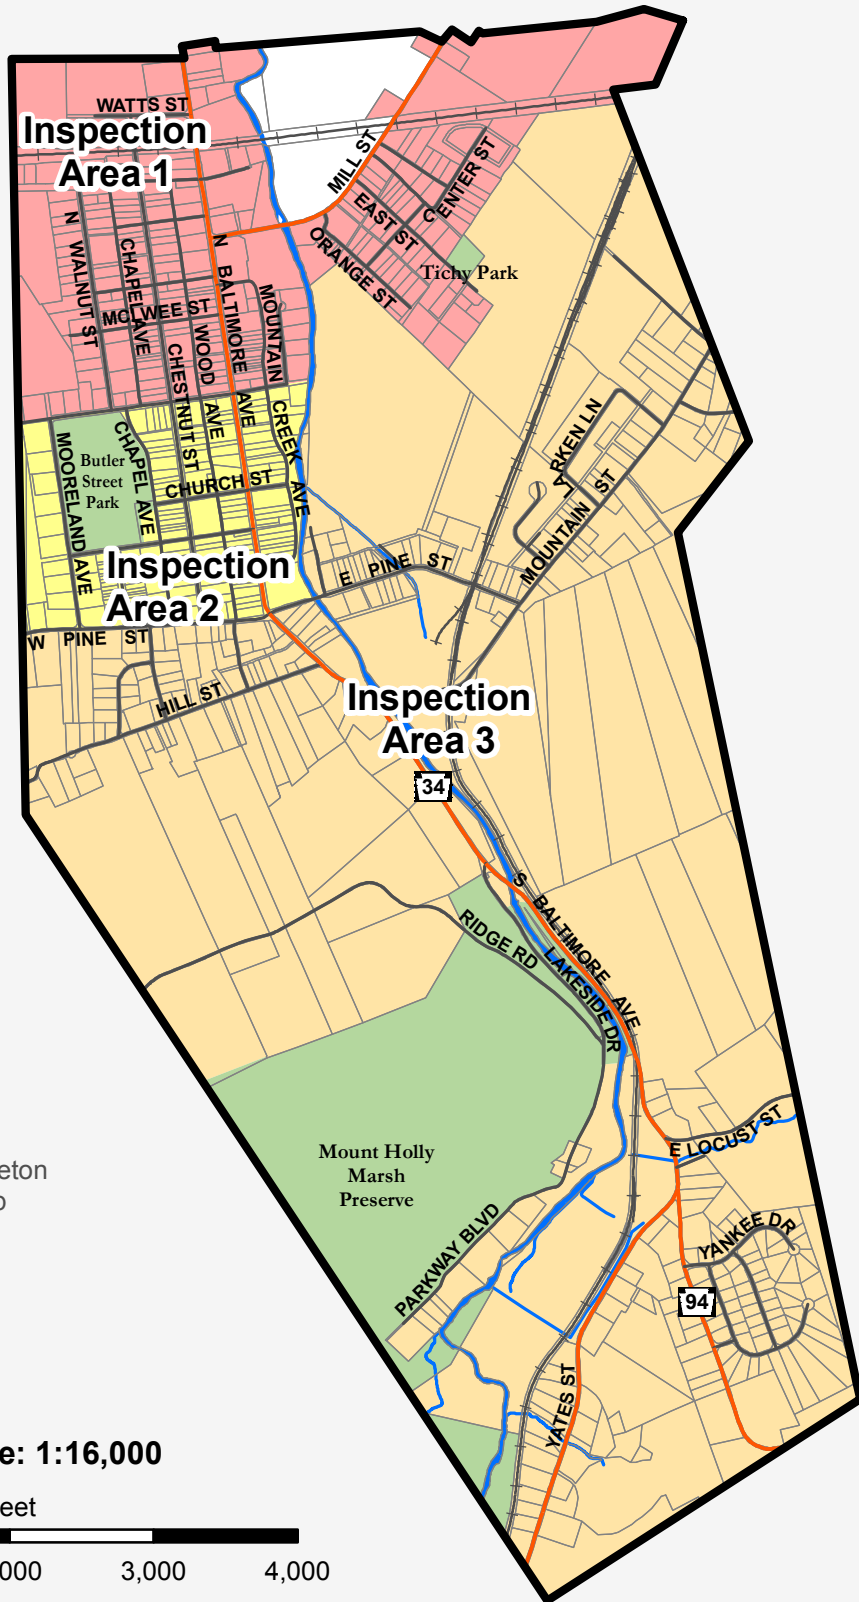 WATTS ST
Inspection
Area 1
MILL ST
CENTER ST
EAST ST
ORANGE ST
Tichy Park
N WALNUT ST
CHAPEL AVE
MCLWEE ST
N BALTIMORE AVE
MOUNTAIN
CREEK AVE
WOOD AVE
CHESTNUT ST
MOORELAND AVE
Butler
Street
Park
CHAPEL AVE
CHURCH ST
LARKEN LN
MOUNTAIN ST
Inspection
Area 2
E PINE ST
W PINE ST
HILL ST
Inspection
Area 3
34
S BALTIMORE AVE
RIDGE RD
LAKESIDE DR
E LOCUST ST
Mount Holly
Marsh
Preserve
eton
PARKWAY BLVD
YANKEE DR
94
YATES ST
e: 1:16,000
eet
000
3,000
4,000